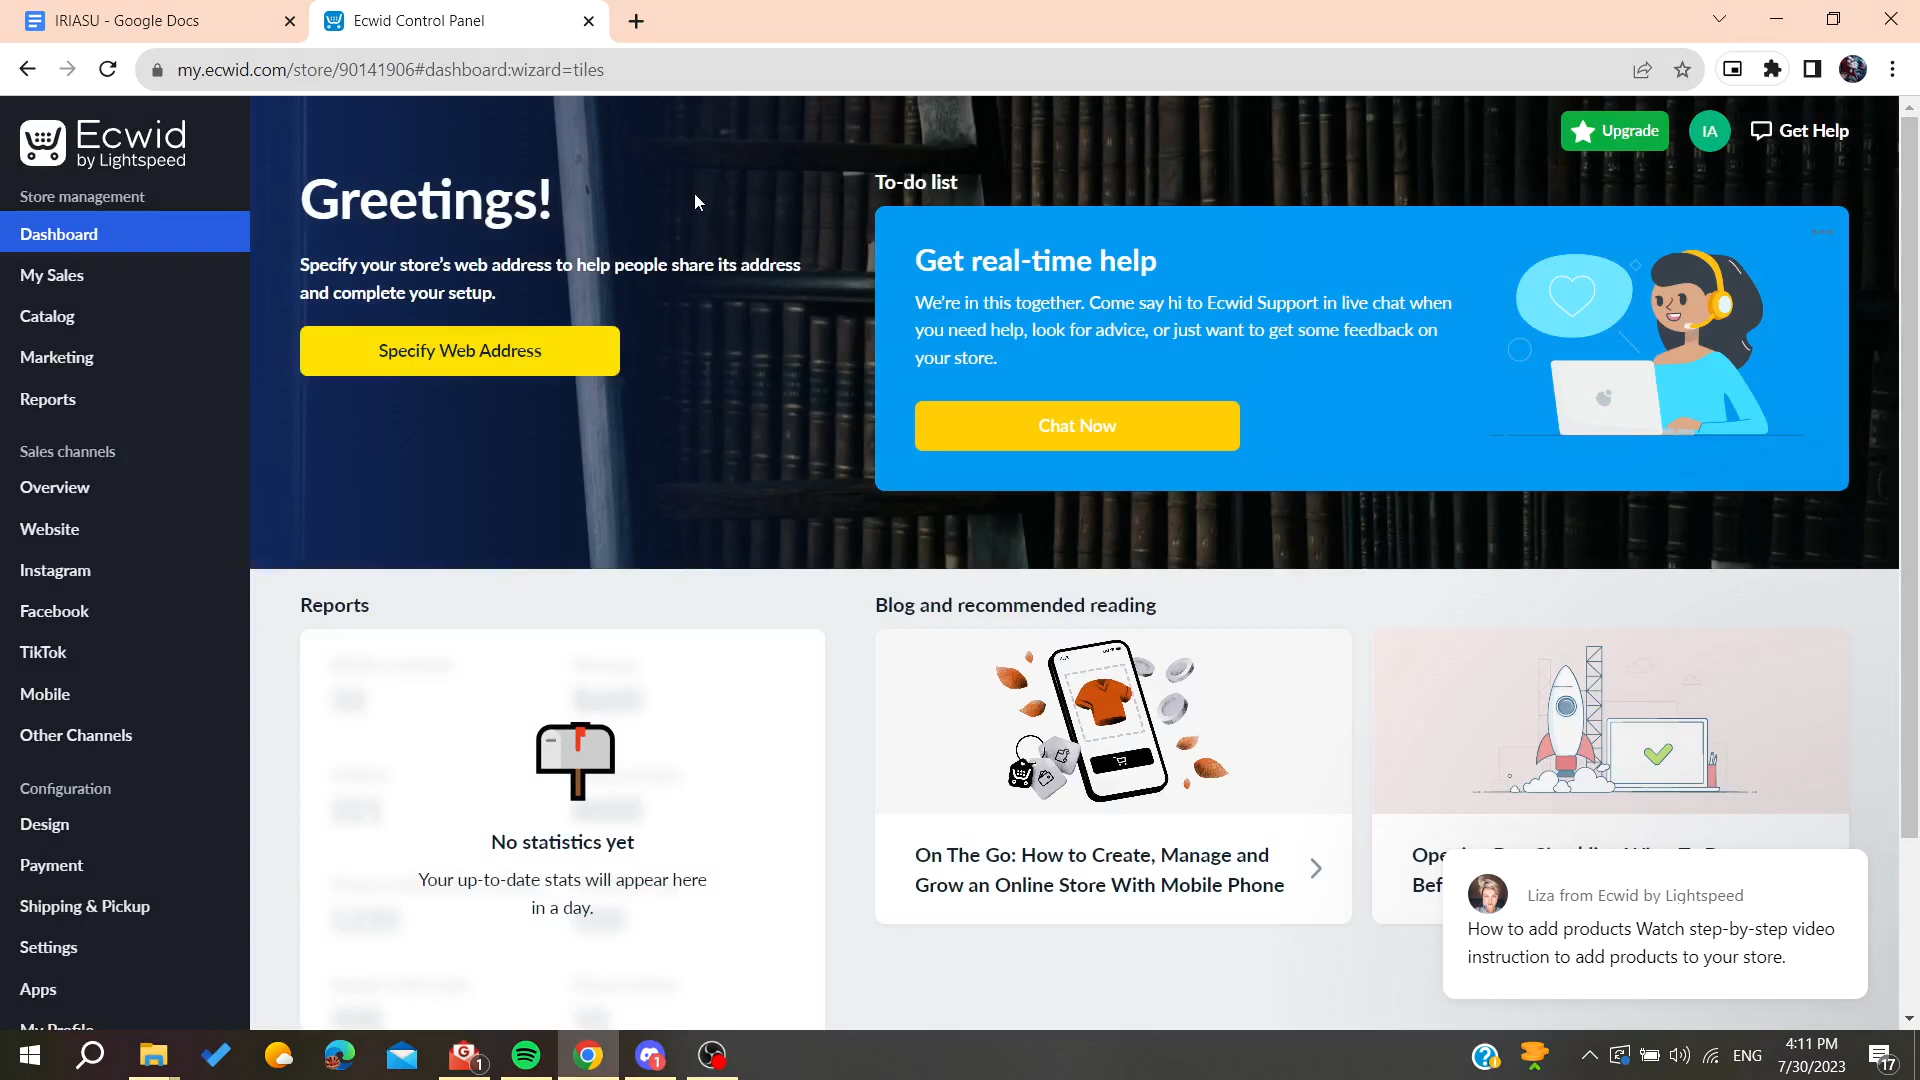 IRIASU - Google Docs
Ecwid Control Panel
my.ecwid.com/store/90141906#dashboard:wizard=tiles
Ecwid
by Lightspeed
Store management
Dashboard
My Sales
Catalog
Marketing
Reports
Sales channels
Overview
Website
Instagram
Facebook
TikTok
Mobile
Other Channels
Configuration
Design
Payment
Shipping & Pickup
Settings
Apps
My Profile
Upgrade
IA
Get Help
Greetings!
Specify your store's web address to help people share its address
and complete your setup.
Specify Web Address
To-do list
Get real-time help
We're in this together. Come say hi to Ecwid Support in live chat when
you need help, look for advice, or just want to get some feedback on
your store.
Chat Now
Reports
No statistics yet
Your up-to-date stats will appear here
in a day.
Blog and recommended reading
On The Go: How to Create, Manage and
Grow an Online Store With Mobile Phone
Liza from Ecwid by Lightspeed
How to add products Watch step-by-step video
instruction to add products to your store.
1
1
ENG
4:11 PM
7/30/2023
17